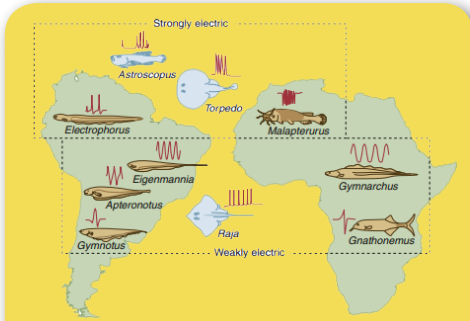 Strongly electric
Astroscopus
Torpedo
Electrophorus
Malapterurus
Eigenmannia
Gymnarchus
Apteronotus
Raja
Gymnotus
Gnathonemus
Weakly electric